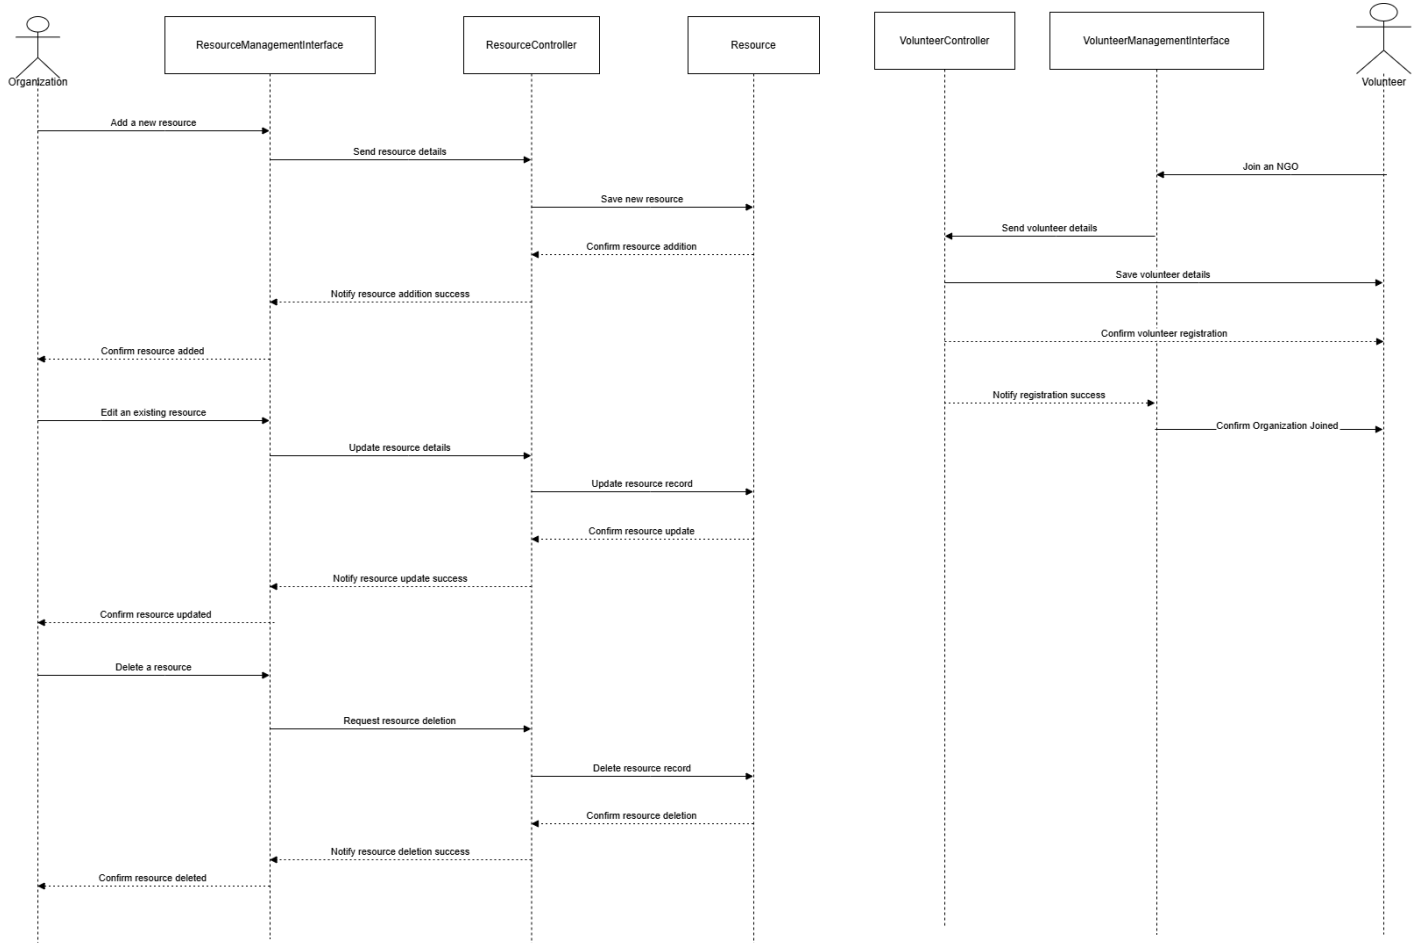 Organization
ResourceManagementInterface
ResourceController
Resource
VolunteerController
VolunteerManagementInterface
Volunteer
Add a new resource
Send resource details
Save new resource
Confirm resource addition
Notify resource addition success
Confirm resource added
Edit an existing resource
Update resource details
Update resource record
Confirm resource update
Notify resource update success
Confirm resource updated
Delete a resource
Request resource deletion
Delete resource record
Confirm resource deletion
Notify resource deletion success
Confirm resource deleted
Join an NGO
Send volunteer details
Save volunteer details
Confirm volunteer registration
Notify registration success
Confirm Organization Joined